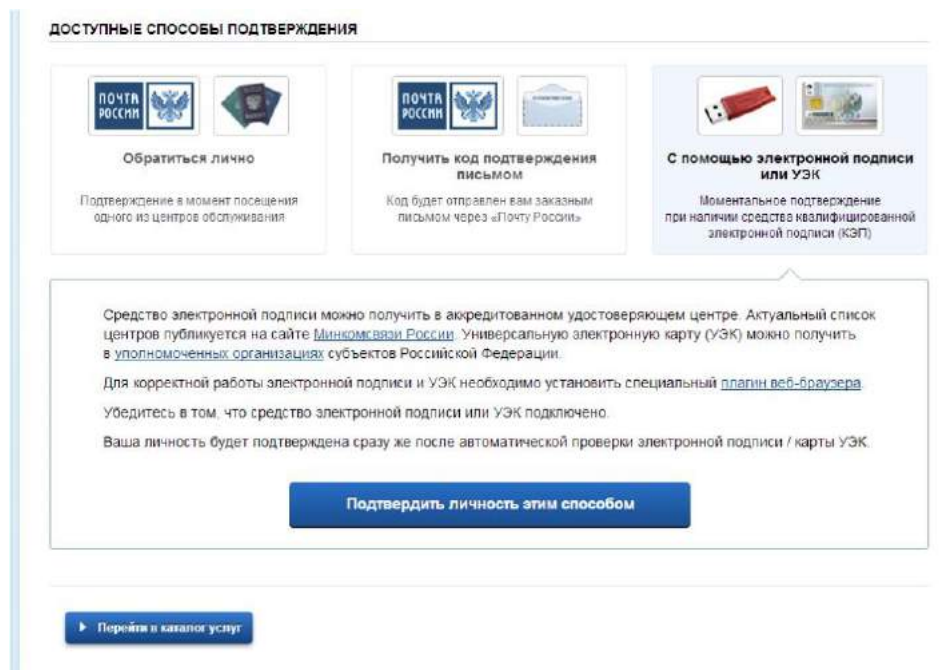 ДОСТУПНЫЕ СПОСОБЫ ПОДТВЕРЖДЕНИЯ
ПОЧТА
РОССИИ
Обратиться лично
Подтверждение в момент посещения
одного из центров обслуживания
ПОЧТА
РОССИИ
Получить код подтверждения
письмом
Код будет отправлен вам заказным
письмом через «Почту России»
С помощью электронной подписи
или УЭК
Моментальное подтверждение
при наличии средства квалифицированной
электронной подписи (КЭП)
Средство электронной подписи можно получить в аккредитованном удостоверяющем центре. Актуальный список
центров публикуется на сайте Минкомсвязи России. Универсальную электронную карту (УЭК) можно получить
в уполномоченных организациях субъектов Российской Федерации.
Для корректной работы электронной подписи и УЭК необходимо установить специальный плагин веб-браузера.
Убедитесь в том, что средство электронной подписи или УЭК подключено.
Ваша личность будет подтверждена сразу же после автоматической проверки электронной подписи / карты УЭК.
Подтвердить личность этим способом
Перейти в каталог услуг